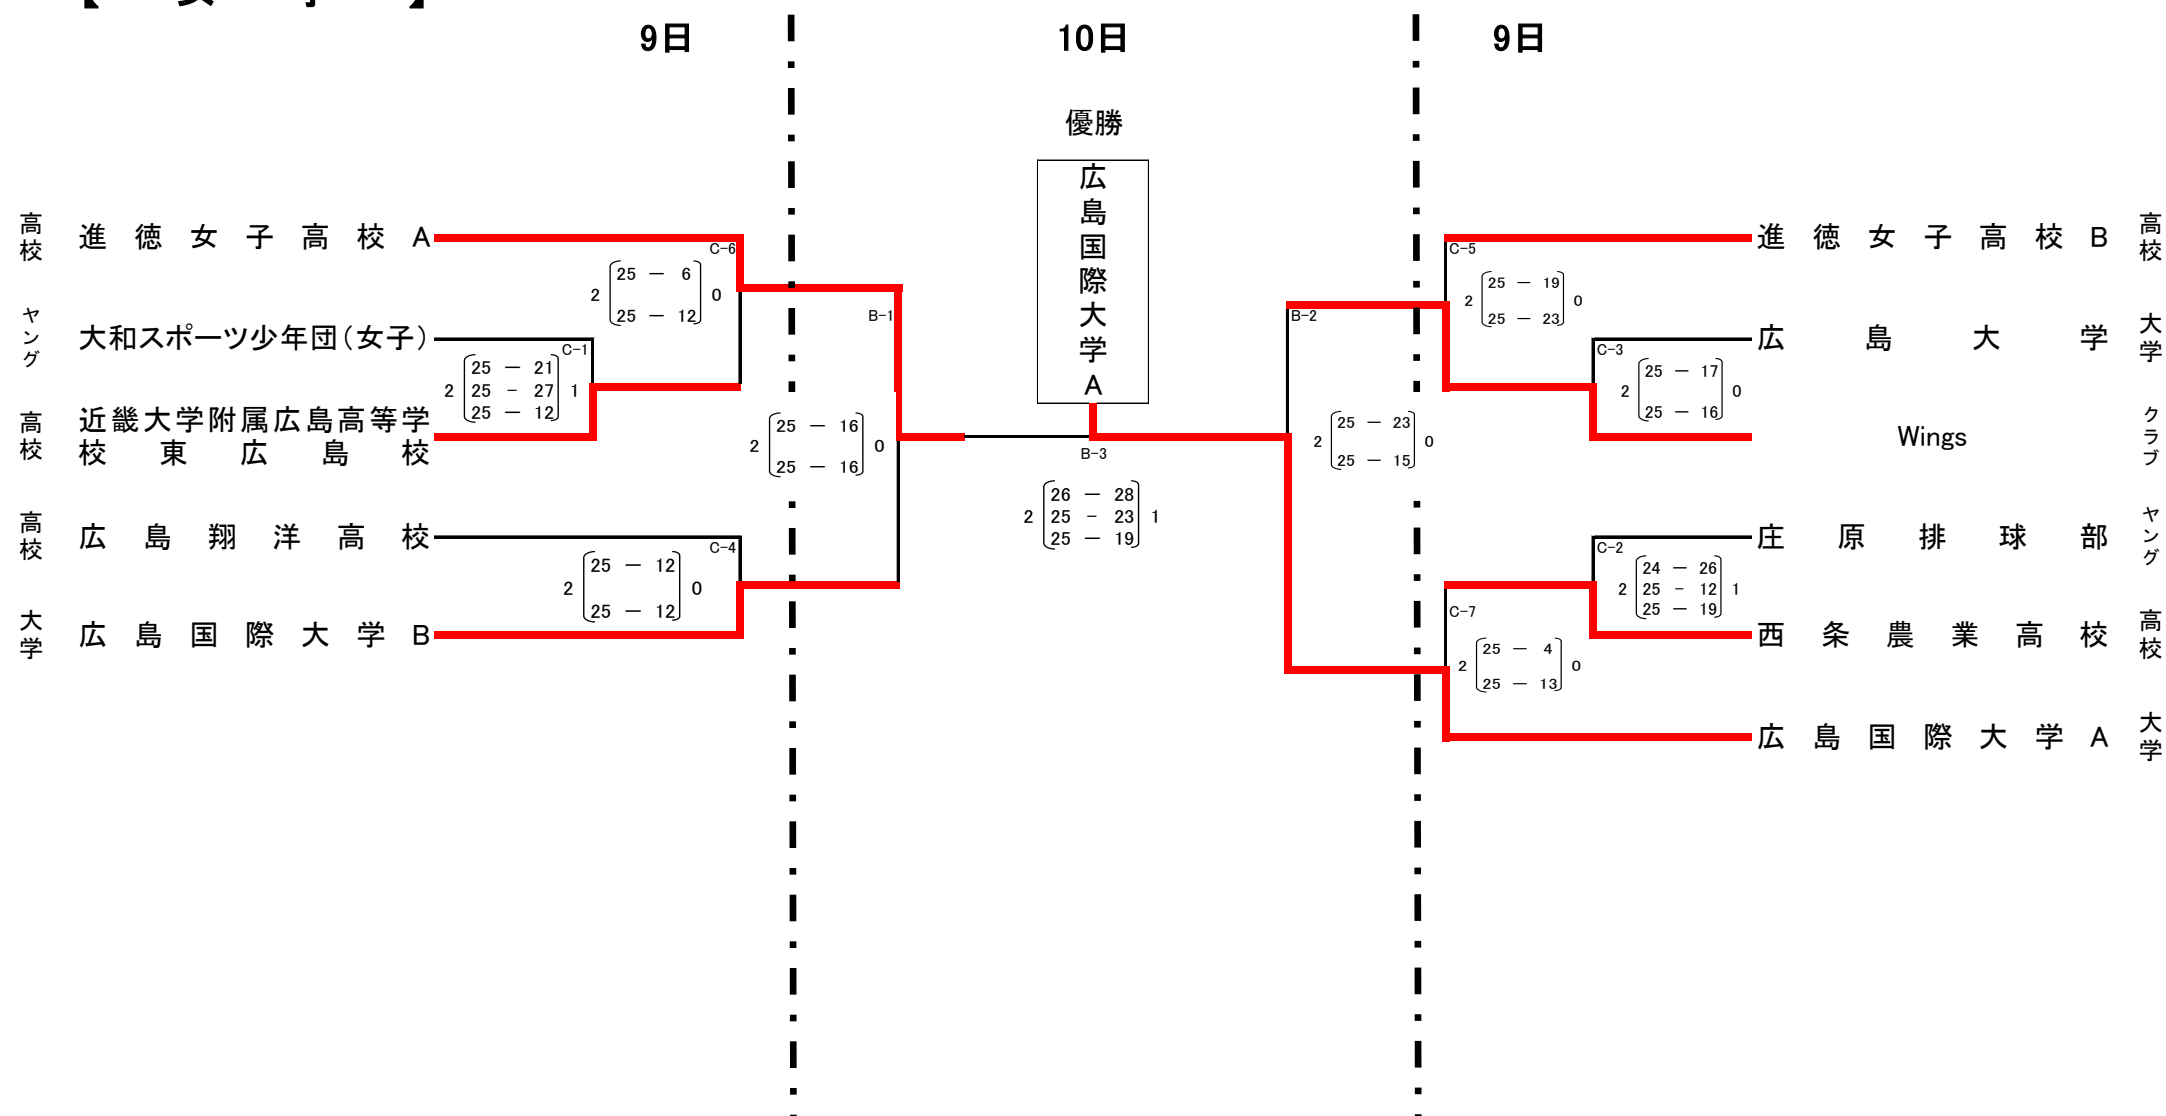 【 女 子 】
9日 10日 9日
優勝
広島国際大学A
高校 進徳女子高校A
ヤング 大和スポーツ少年団(女子)
高校 近畿大学附属広島高等学
校東広島校
高校 広島翔洋高校
大学 広島国際大学B
C-6
2 25 － 6 0
25 － 12
C-1
25 － 21
2 25 - 27 1
25 － 12
C-4
2 25 － 12 0
25 － 12
B-1
2 25 － 16 0
25 － 16
B-3
26 － 28
2 25 - 23 1
25 － 19
B-2
2 25 － 23 0
25 － 15
C-5
2 25 － 19 0
25 － 23
C-3
2 25 － 17 0
25 － 16
C-2
24 － 26
2 25 - 12 1
25 － 19
C-7
2 25 － 4 0
25 － 13
進徳女子高校B 高校
広島大学 大学
Wings クラブ
庄原排球部 ヤング
西条農業高校 高校
広島国際大学A 大学